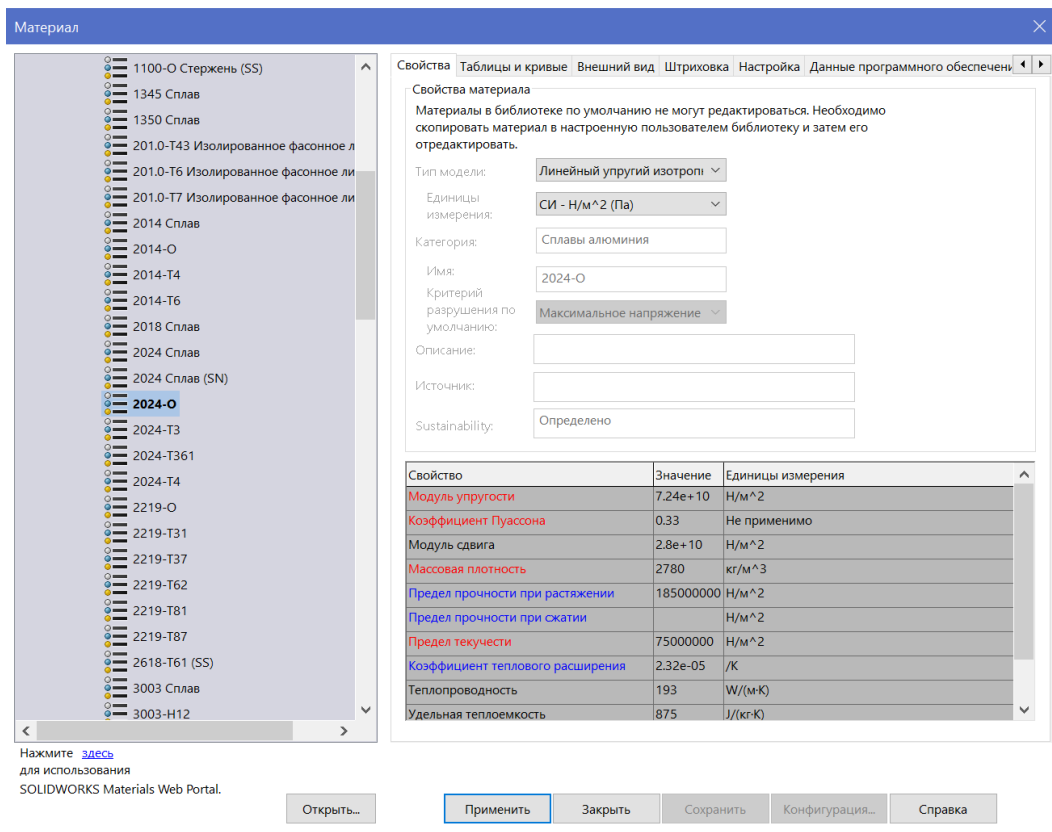 Материал
1100-О Стержень (SS)
1345 Сплав
1350 Сплав
201.0-T43 Изолированное фасонное л
201.0-T6 Изолированное фасонное ли
201.0-T7 Изолированное фасонное ли
2014 Сплав
2014-O
2014-T4
2014-T6
2018 Сплав
2024 Сплав
2024 Сплав (SN)
2024-O
2024-T3
2024-T361
2024-T4
2219-O
2219-T31
2219-T37
2219-T62
2219-T81
2219-T87
2618-T61 (SS)
3003 Сплав
3003-H12
Нажмите здесь
для использования
SOLIDWORKS Materials Web Portal.
Свойства Таблицы и кривые Внешний вид Штриховка Настройка Данные программного обеспечени
Свойства материала
Материалы в библиотеке по умолчанию не могут редактироваться. Необходимо
скопировать материал в настроенную пользователем библиотеку и затем его
отредактировать.
Тип модели: Линейный упругий изотропн
Единицы
измерения:
СИ - Н/м^2 (Па)
Категория: Сплавы алюминия
Имя: 2024-O
Критерий
разрушения по
умолчанию:
Максимальное напряжение
Описание:
Источник:
Sustainability: Определено
Свойство Значение Единицы измерения
Модуль упругости 7.24e+10 Н/м^2
Коэффициент Пуассона 0.33 Не применимо
Модуль сдвига 2.8e+10 Н/м^2
Массовая плотность 2780 кг/м^3
Предел прочности при растяжении 185000000 Н/м^2
Предел прочности при сжатии Н/м^2
Предел текучести 75000000 Н/м^2
Коэффициент теплового расширения 2.32e-05 /K
Теплопроводность 193 W/(м·K)
Удельная теплоемкость 875 J/(кг·K)
Открыть... Применить Закрыть Сохранить Конфигурация... Справка